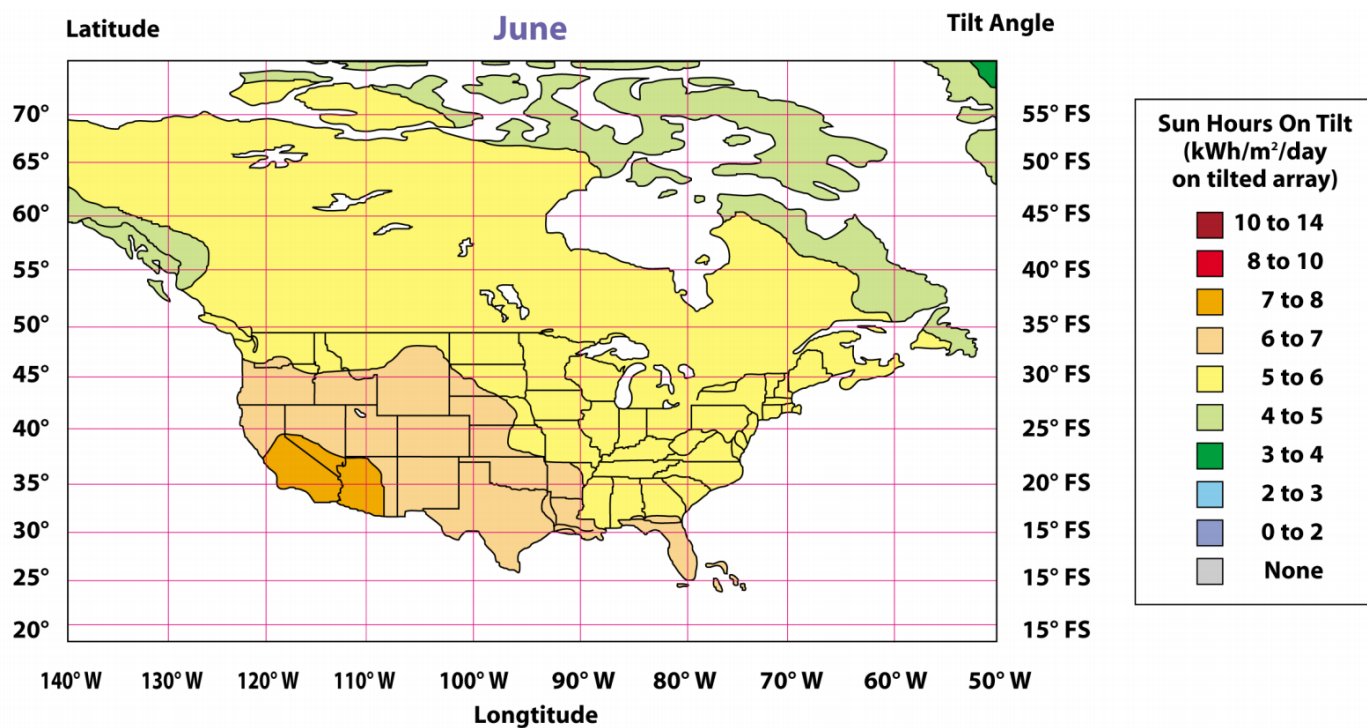 Latitude
June
Tilt Angle
70°
65°
60°
55°
50°
45°
40°
35°
30°
25°
20°
55° FS
50° FS
45° FS
40° FS
35° FS
30° FS
25° FS
20° FS
15° FS
15° FS
15° FS
140° W 130° W 120° W 110° W 100° W 90° W 80° W 70° W 60° W 50° W
Longtitude
Sun Hours On Tilt
(kWh/m²/day
on tilted array)
10 to 14
8 to 10
7 to 8
6 to 7
5 to 6
4 to 5
3 to 4
2 to 3
0 to 2
None